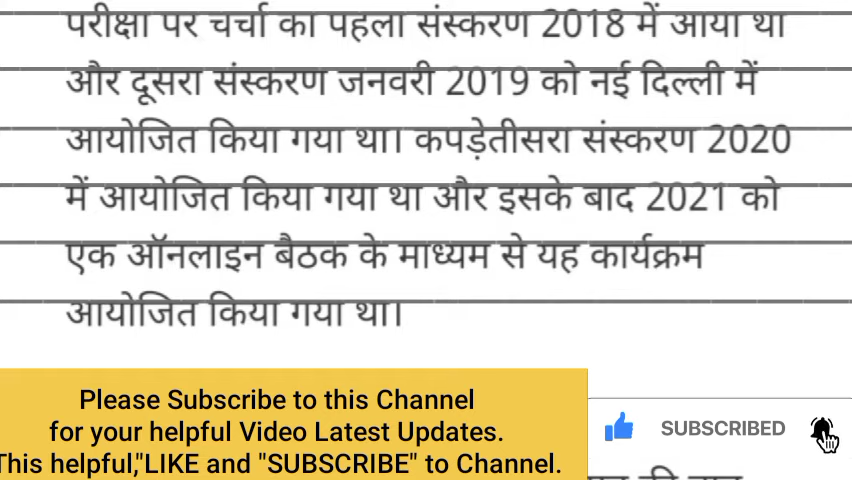 परीक्षा पर चर्चा का पहला संस्करण 2018 में आया था
और दूसरा संस्करण जनवरी 2019 को नई दिल्ली में
आयोजित किया गया था। कपड़ेतीसरा संस्करण 2020
में आयोजित किया गया था और इसके बाद 2021 को
एक ऑनलाइन बैठक के माध्यम से यह कार्यक्रम
आयोजित किया गया था।
Please Subscribe to this Channel
for your helpful Video Latest Updates.
This helpful,"LIKE and "SUBSCRIBE" to Channel.
SUBSCRIBED